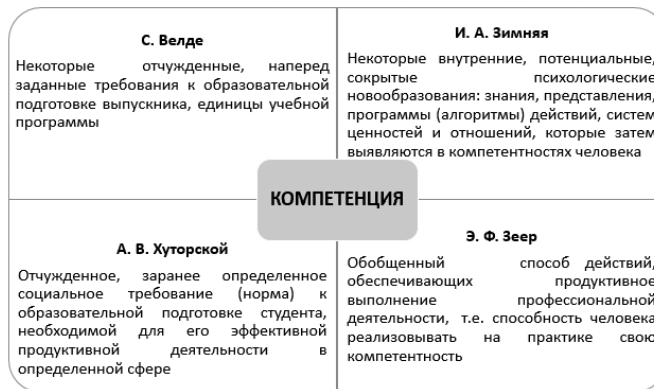 С. Велде
Некоторые отчужденные, наперед
заданные требования к образовательной
подготовке выпускника, единицы учебной
программы
И. А. Зимняя
Некоторые внутренние, потенциальные,
сокрытые психологические
новообразования: знания, представления,
программы (алгоритмы) действий, систем
ценностей и отношений, которые затем
выявляются в компетентностях человека
КОМПЕТЕНЦИЯ
А. В. Хуторской
Отчужденное, заранее определенное
социальное требование (норма) к
образовательной подготовке студента,
необходимой для его эффективной
продуктивной деятельности в
определенной сфере
Э. Ф. Зеер
Обобщенный способ действий,
обеспечивающих продуктивное
выполнение профессиональной
деятельности, т.е. способность человека
реализовывать на практике свою
компетентность